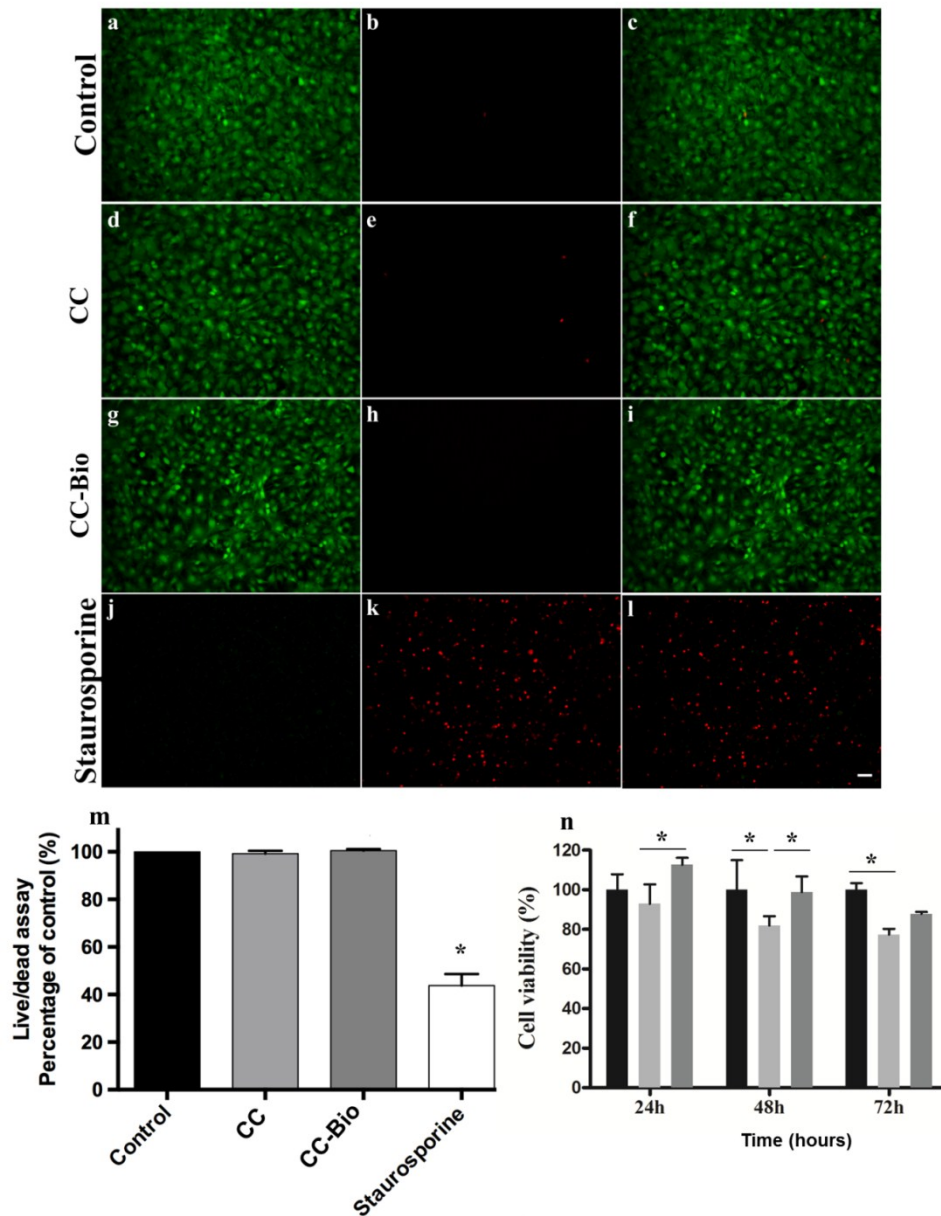 Control
a
b
c
CC
d
e
f
CC-Bio
g
h
i
Staurosporine
j
k
l
m
Live/dead assay
Percentage of control (%)
100
80
60
40
20
0
*
Control
CC
CC-Bio
Staurosporine
n
Cell viability (%)
120
100
80
60
40
20
0
*
*
*
*
24h
48h
72h
Time (hours)